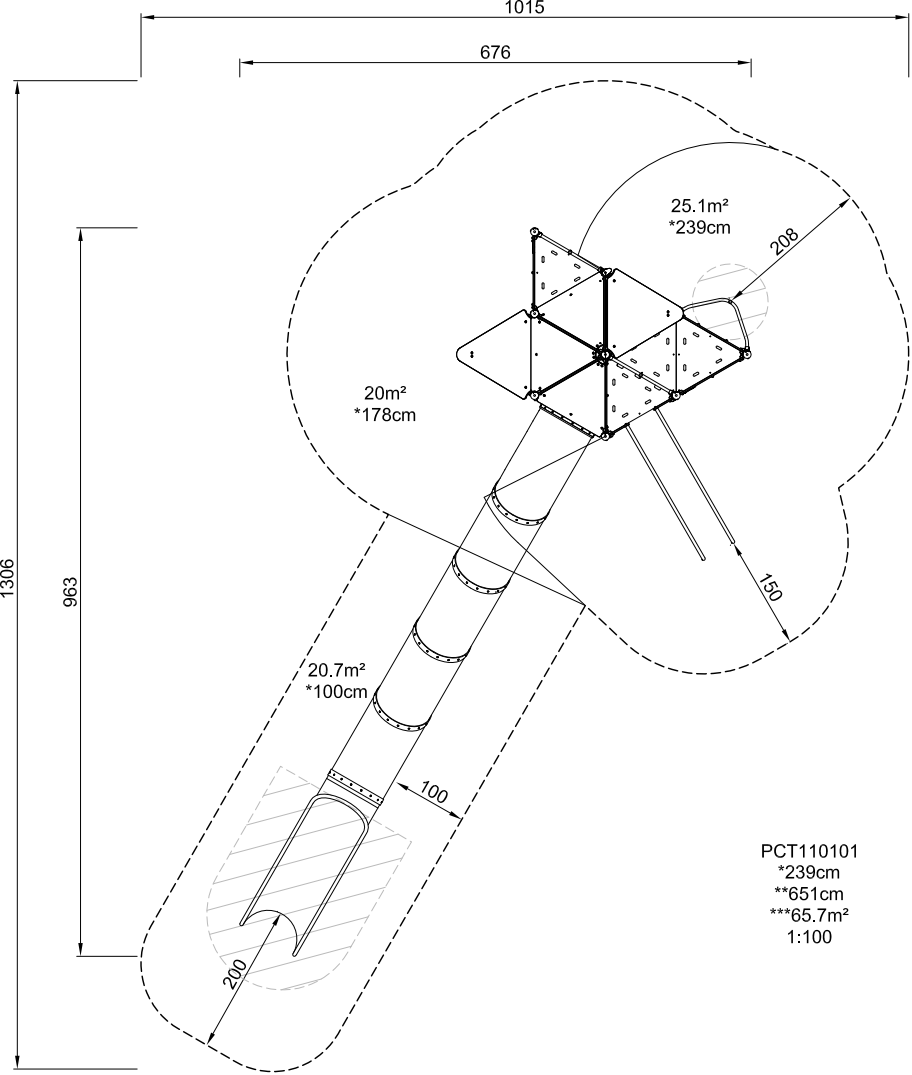 1015
676
25.1m²
*239cm
208
20m²
*178cm
1306
963
150
20.7m²
*100cm
100
PCT110101
*239cm
**651cm
***65.7m²
1:100
200